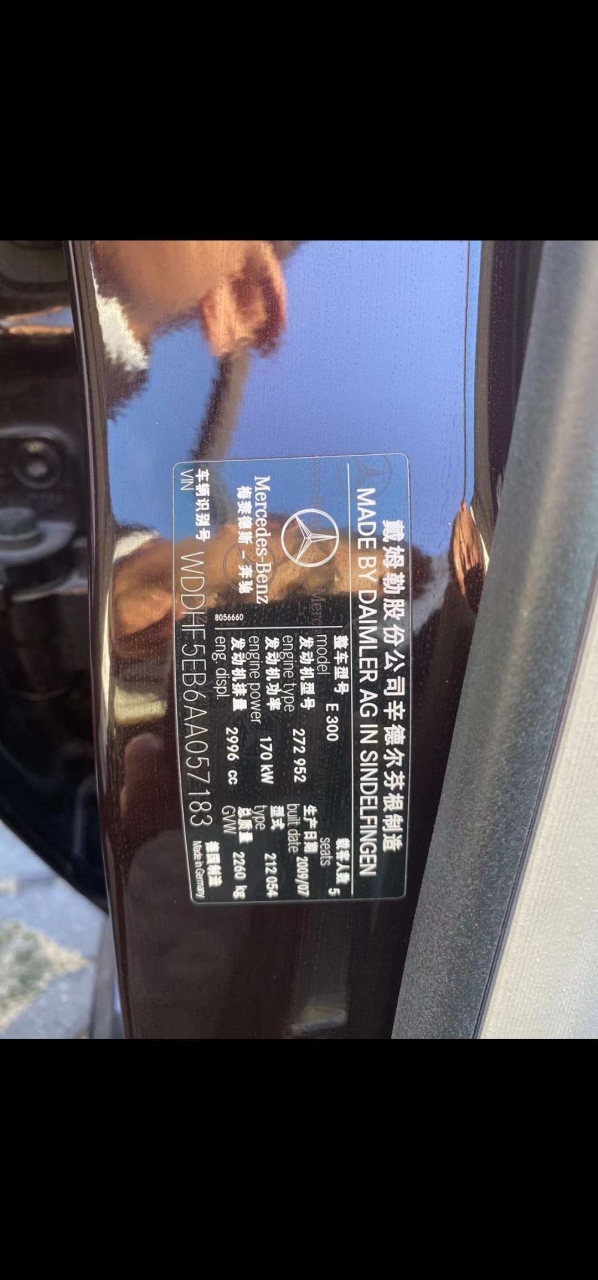 戴姆勒股份公司辛德尔芬根制造
MADE BY DAIMLER AG IN SINDELFINGEN
Mercedes-Benz
梅赛德斯－奔驰
8056660
整车型号 E 300 载客人数 5
model seats
发动机型号 272 952 生产日期 2009/07
engine type built date
发动机功率 170 kW 型式 212 054
engine power type
发动机排量 2996 cc 总质量 2260 kg
eng. displ. GVW
车辆识别号 WDDHF5EB6AA057183 德国制造
VIN Made in Germany